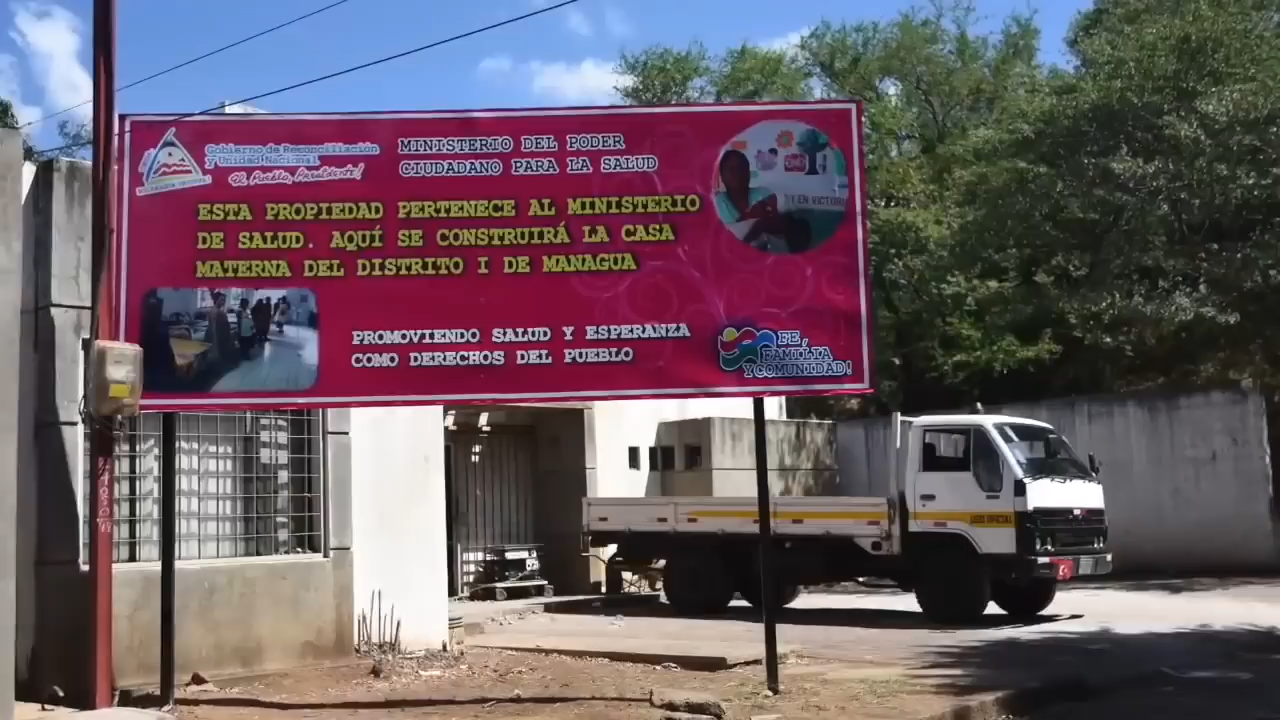 Gobierno de Reconciliación
y Unidad Nacional
El Pueblo, Presidente!
MINISTERIO DEL PODER
CIUDADANO PARA LA SALUD
ESTA PROPIEDAD PERTENECE AL MINISTERIO
DE SALUD. AQUÍ SE CONSTRUIRÁ LA CASA
MATERNA DEL DISTRITO I DE MANAGUA
EN VICTORI
PROMOVIENDO SALUD Y ESPERANZA
COMO DERECHOS DEL PUEBLO
FE,
FAMILIA
Y COMUNIDAD!
USO OFICIAL